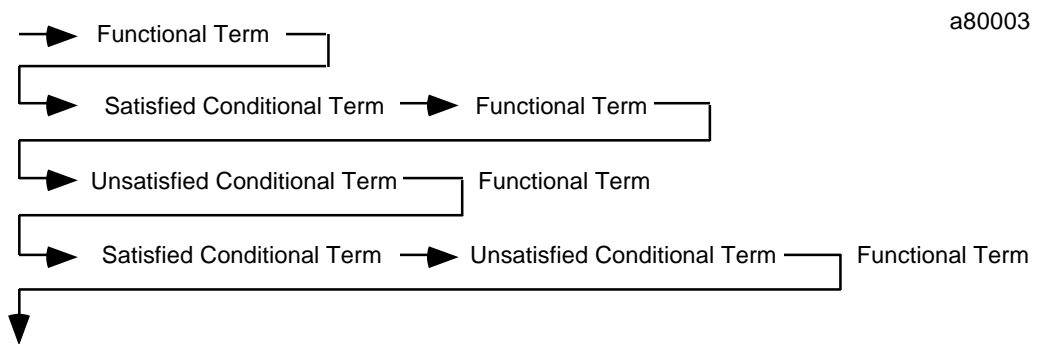 a80003
Functional Term
Satisfied Conditional Term Functional Term
Unsatisfied Conditional Term Functional Term
Satisfied Conditional Term Unsatisfied Conditional Term Functional Term